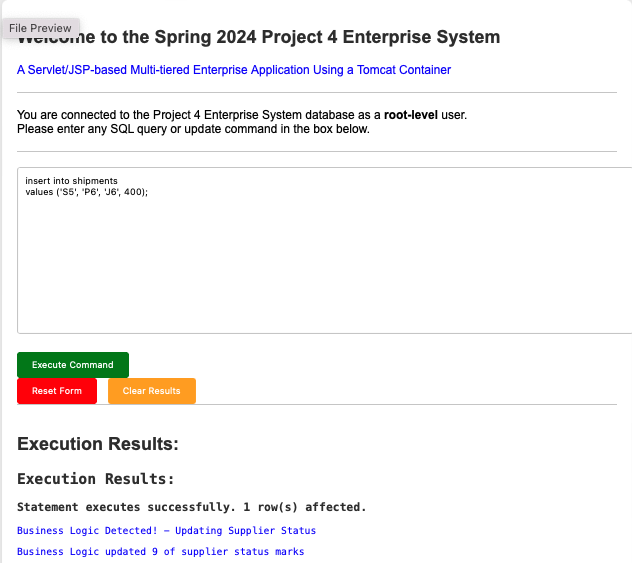 File Preview
Welcome to the Spring 2024 Project 4 Enterprise System
A Servlet/JSP-based Multi-tiered Enterprise Application Using a Tomcat Container
You are connected to the Project 4 Enterprise System database as a root-level user.
Please enter any SQL query or update command in the box below.
insert into shipments
values ('S5', 'P6', 'J6', 400);
Execute Command
Reset Form Clear Results
Execution Results:
Execution Results:
Statement executes successfully. 1 row(s) affected.
Business Logic Detected! – Updating Supplier Status
Business Logic updated 9 of supplier status marks